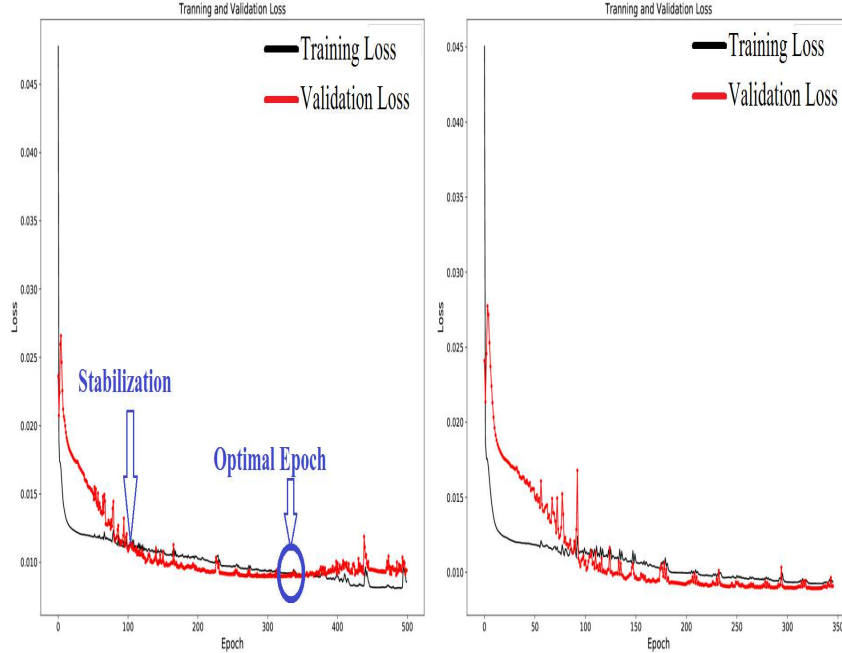 Tranning and Validation Loss
Training Loss
Validation Loss
Stabilization
Optimal Epoch
0.045
0.040
0.035
0.030
0.025
0.020
0.015
0.010
Loss
0 100 200 300 400 500
Epoch
Tranning and Validation Loss
Training Loss
Validation Loss
0.045
0.040
0.035
0.030
0.025
0.020
0.015
0.010
Loss
0 50 100 150 200 250 300 350
Epoch